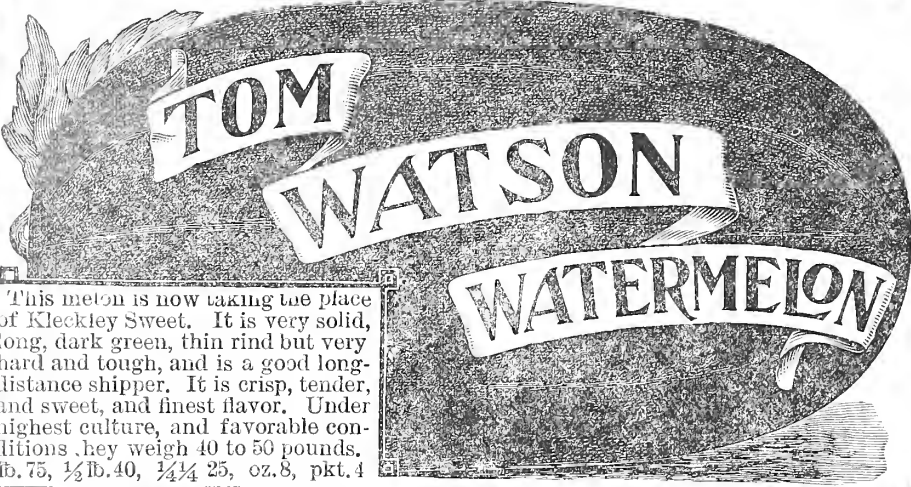 TOM
WATSON
WATERMELON
This melon is now taking the place
of Kleckley Sweet. It is very solid,
long, dark green, thin rind but very
hard and tough, and is a good long-
distance shipper. It is crisp, tender,
and sweet, and finest flavor. Under
highest culture, and favorable con-
ditions they weigh 40 to 50 pounds.
lb. 75, ½ lb. 40, ¼¼ 25, oz. 8, pkt. 4